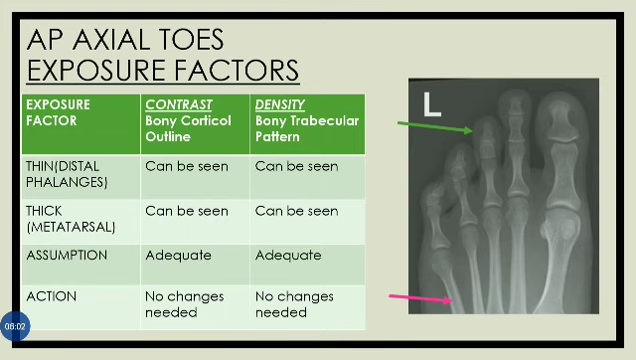 AP AXIAL TOES
EXPOSURE FACTORS
EXPOSURE FACTOR
CONTRAST
Bony Corticol Outline
DENSITY
Bony Trabecular Pattern
THIN(DISTAL PHALANGES)
Can be seen
Can be seen
THICK (METATARSAL)
Can be seen
Can be seen
ASSUMPTION
Adequate
Adequate
ACTION
No changes needed
No changes needed
L
06:02